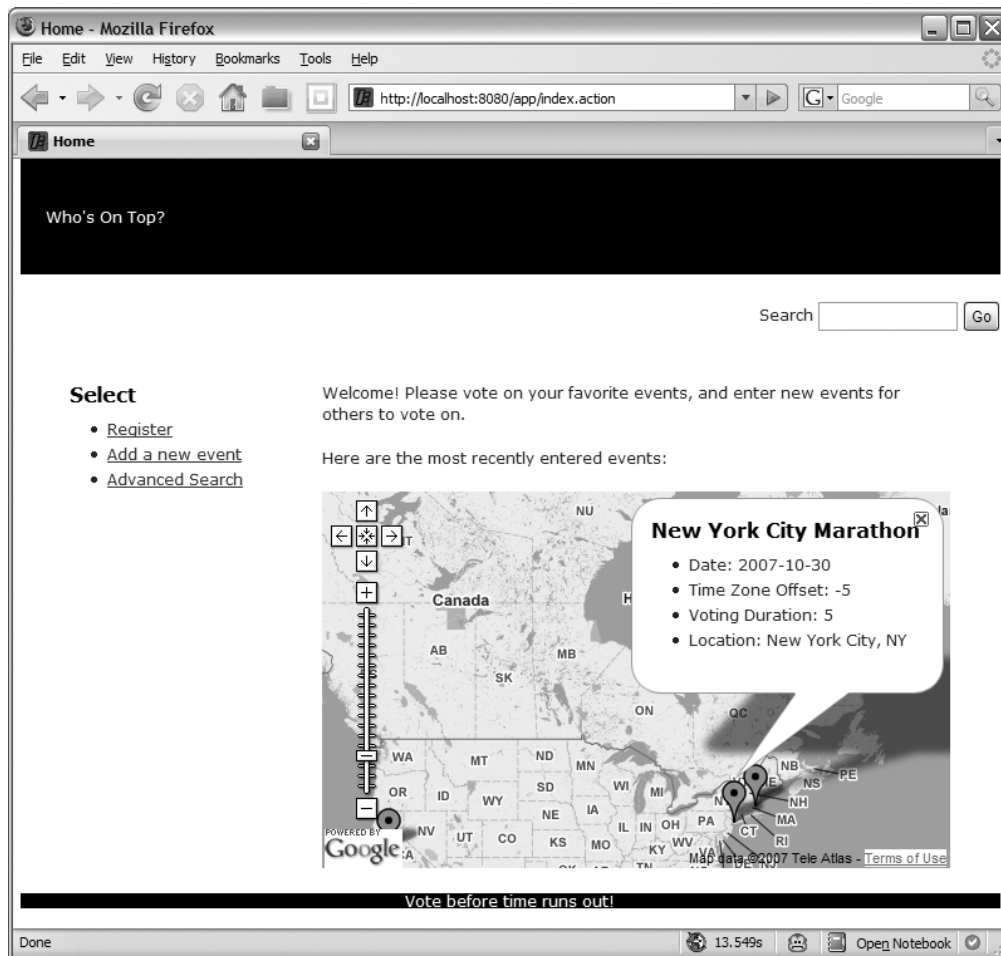 Home - Mozilla Firefox
File Edit View History Bookmarks Tools Help
http://localhost:8080/app/index.action
G Google
Home
Who's On Top?
Search Go
Select
Register
Add a new event
Advanced Search
Welcome! Please vote on your favorite events, and enter new events for
others to vote on.
Here are the most recently entered events:
New York City Marathon
Date: 2007-10-30
Time Zone Offset: -5
Voting Duration: 5
Location: New York City, NY
NU
Canada
AB
SK
MB
ON
QC
WA
MT
ND
MN
NB
NS
PE
OR
ID
WY
SD
WI
MI
NH
MA
NE
IA
PA
CT
RI
NV
UT
CO
KS
MO
IL
IN
OH
KY
WV
VA
POWERED BY
Google
Map data ©2007 Tele Atlas - Terms of Use
Vote before time runs out!
Done 13.549s Open Notebook